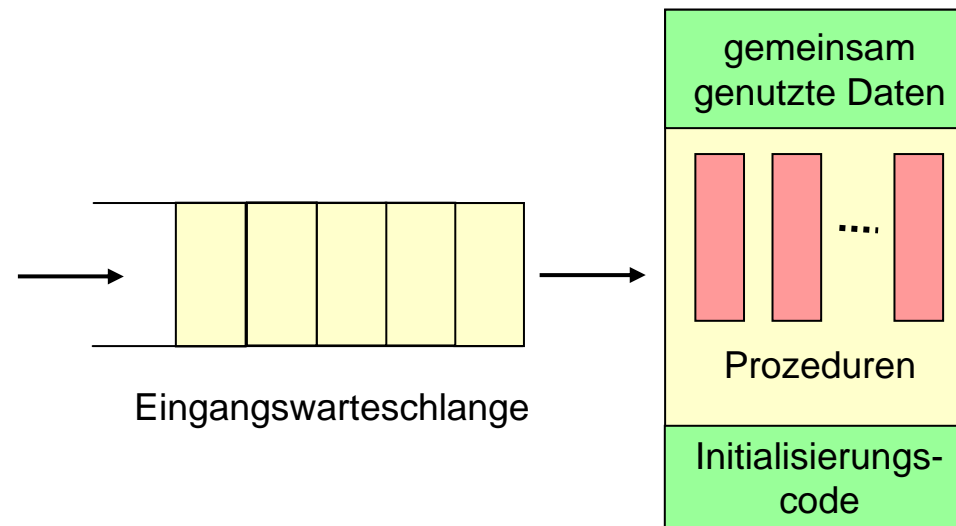 gemeinsam
genutzte Daten
Prozeduren
Eingangswarteschlange
Initialisierungs-
code